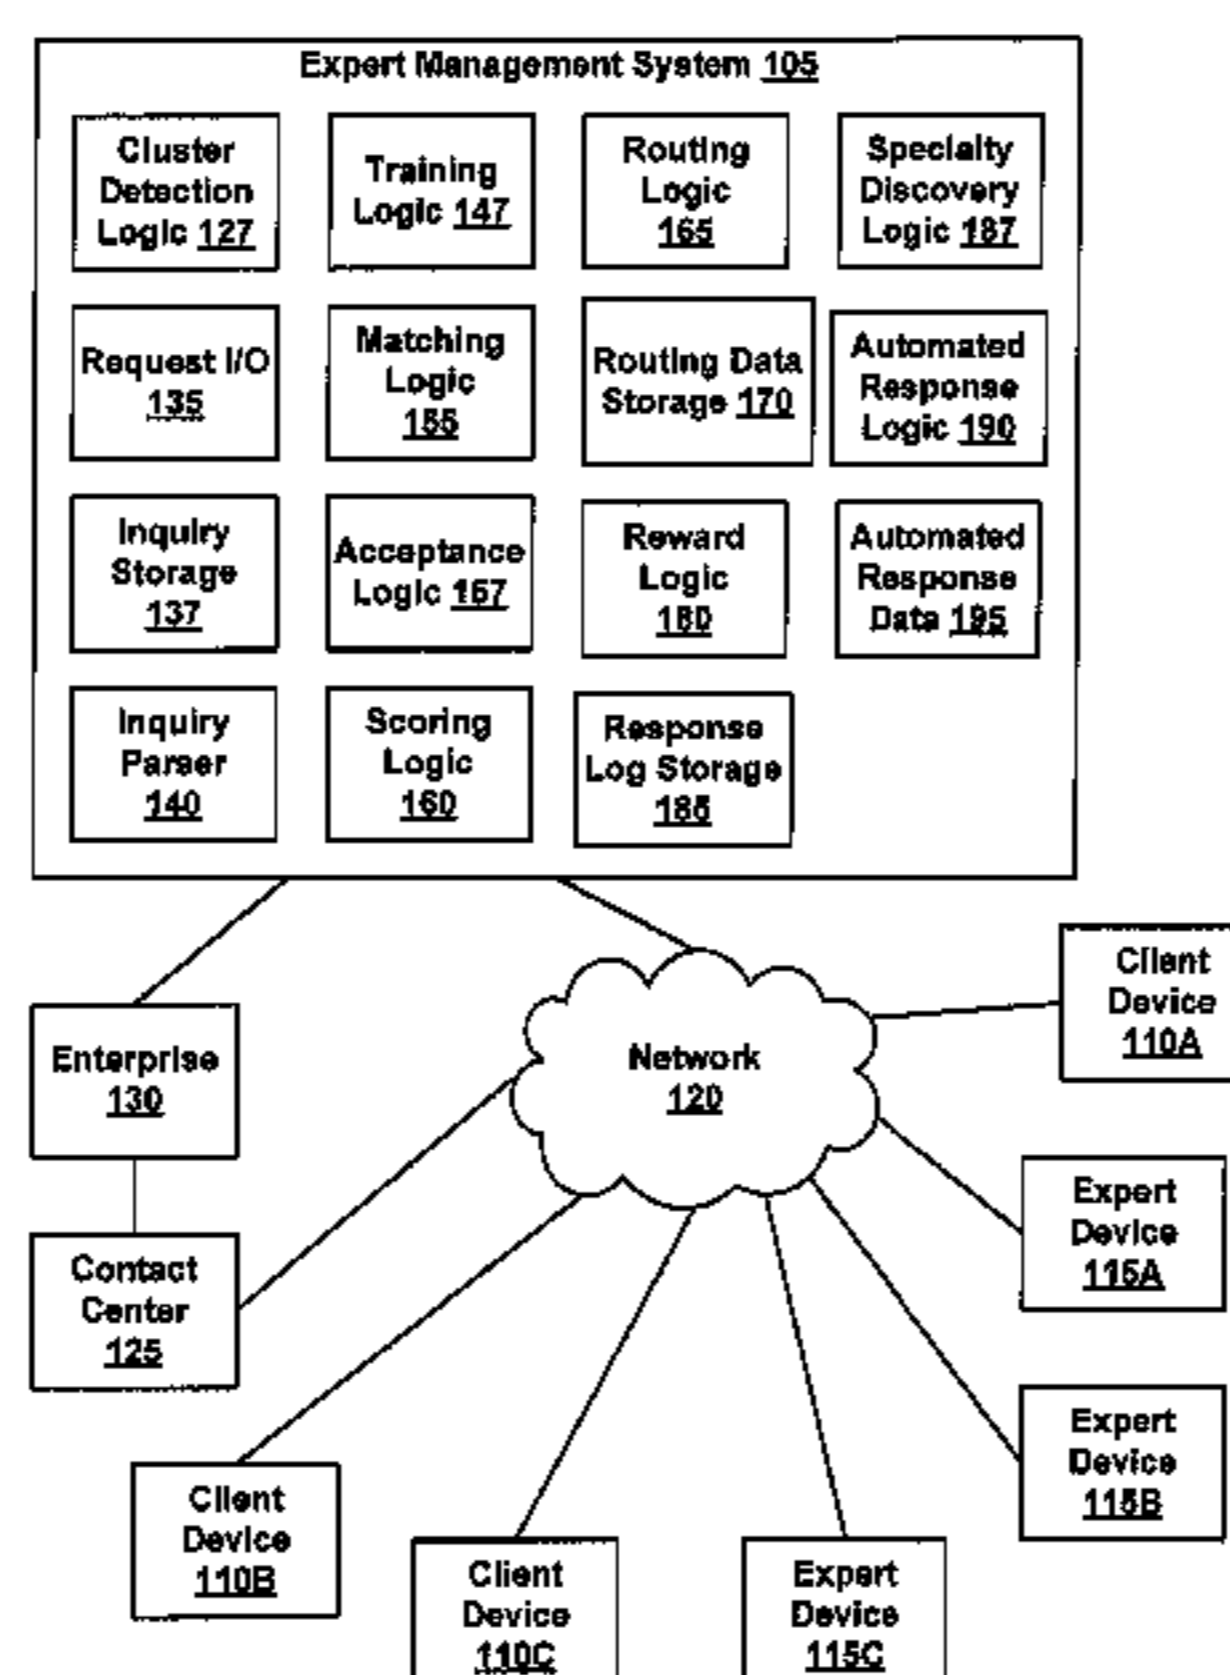 Expert Management System 105
Cluster
Detection
Logic 127
Training
Logic 147
Routing
Logic
165
Specialty
Discovery
Logic 187
Request I/O
135
Matching
Logic
155
Routing Data
Storage 170
Automated
Response
Logic 190
Inquiry
Storage
137
Acceptance
Logic 157
Reward
Logic
180
Automated
Response
Data 195
Inquiry
Parser
140
Scoring
Logic
160
Response
Log Storage
185
Enterprise
130
Network
120
Client
Device
110A
Expert
Device
115A
Contact
Center
125
Expert
Device
115B
Client
Device
110B
Client
Device
110C
Expert
Device
115C